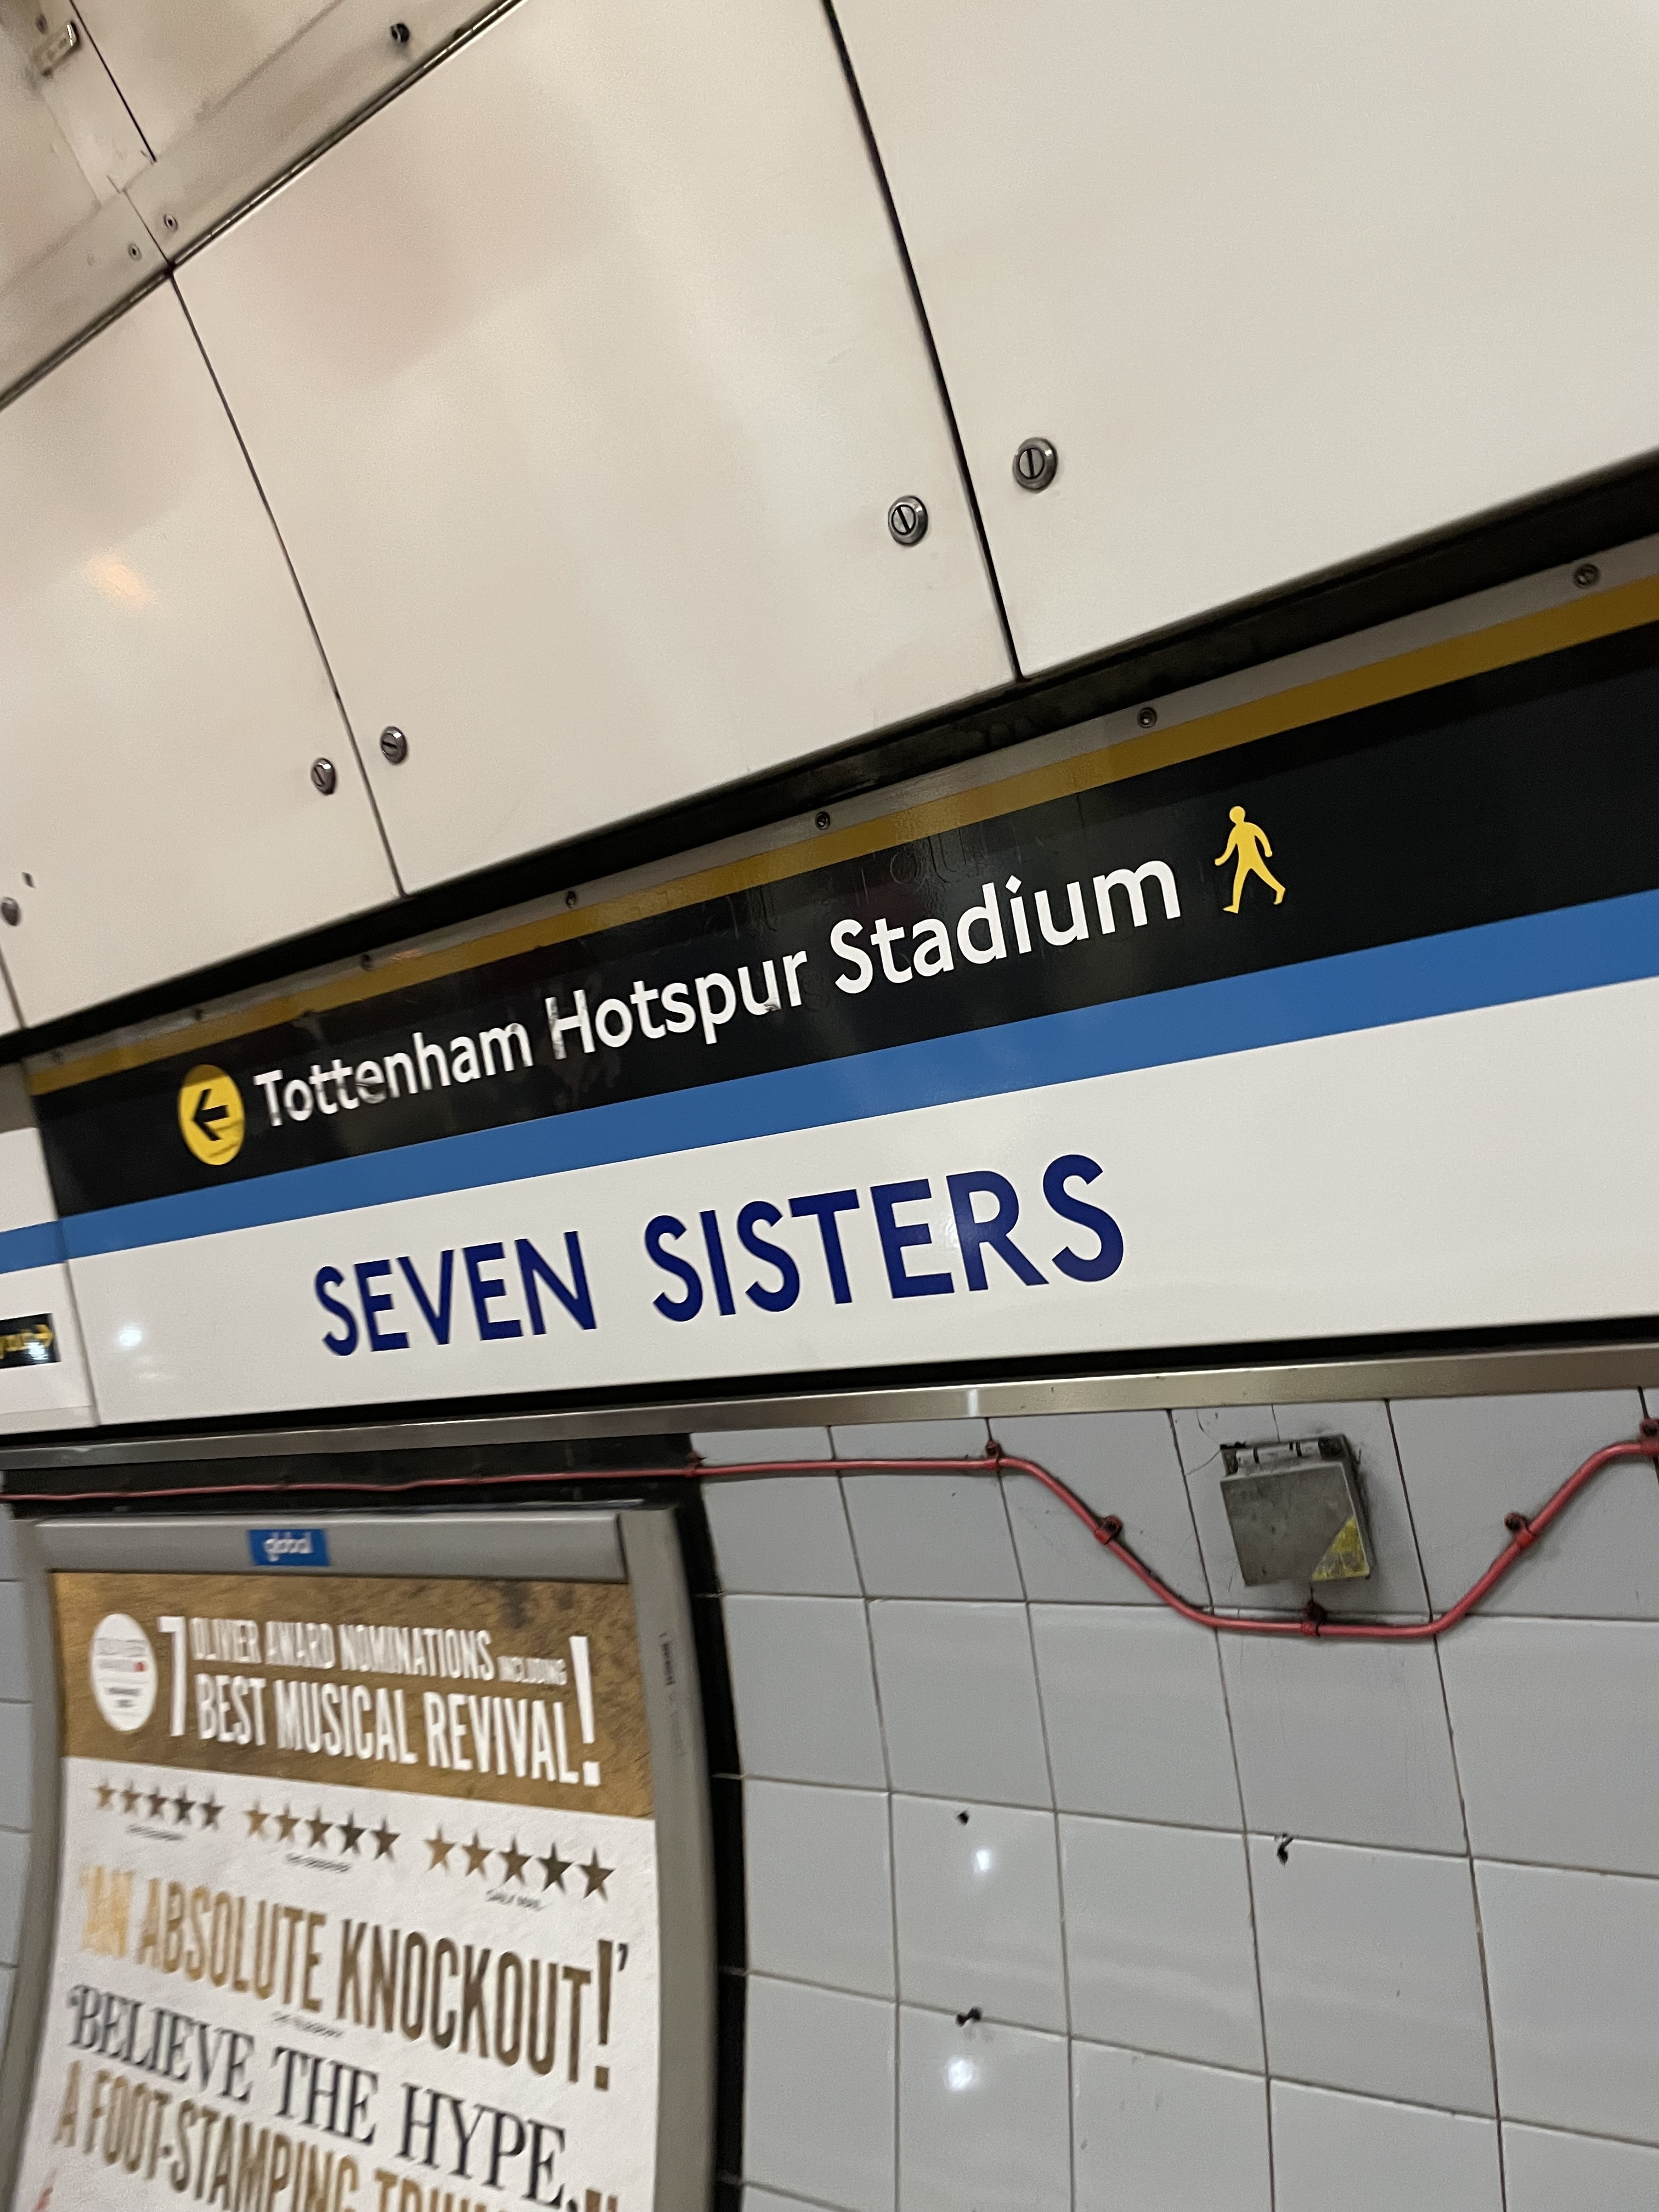 Tottenham Hotspur Stadium
SEVEN SISTERS
global
7 OLIVIER AWARD NOMINATIONS INCLUDING
BEST MUSICAL REVIVAL!
'AN ABSOLUTE KNOCKOUT!'
'BELIEVE THE HYPE,
A FOOT-STAMPING